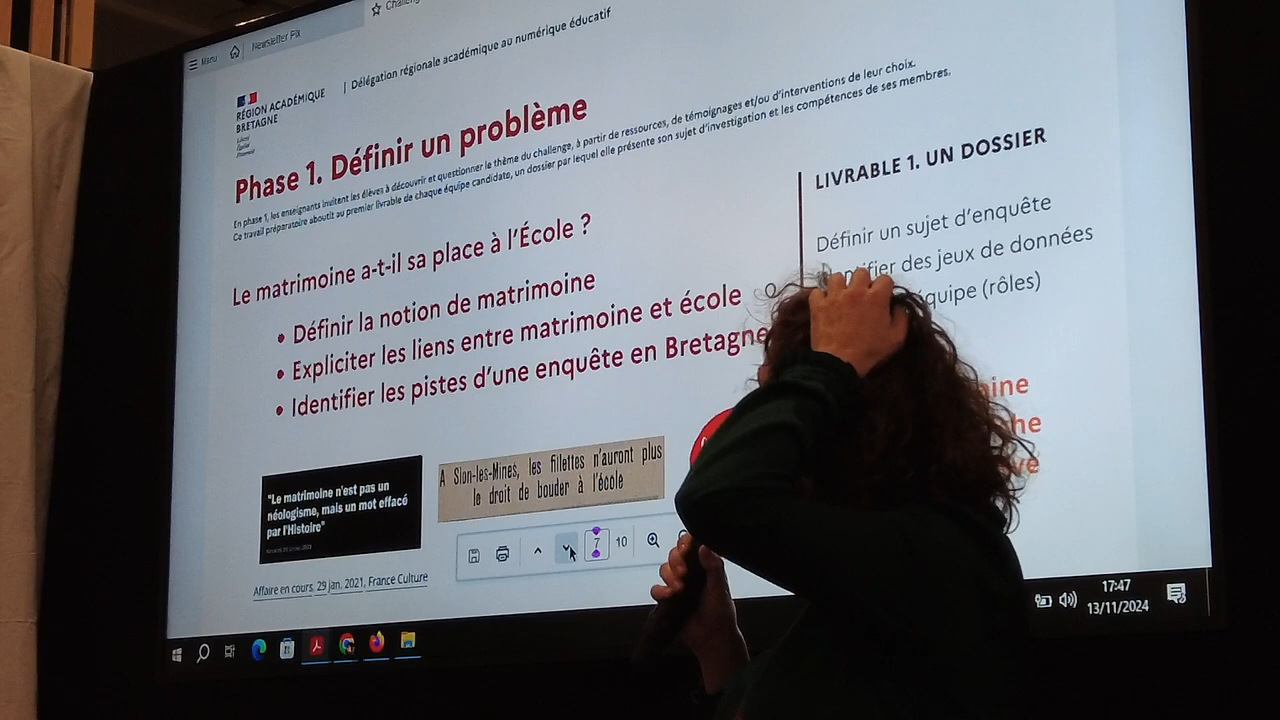 Menu
Newsletter Pix
RÉGION ACADÉMIQUE
BRETAGNE
Liberté
Égalité
Fraternité
Délégation régionale académique au numérique éducatif
Phase 1. Définir un problème
En phase 1, les enseignants invitent les élèves à découvrir et questionner le thème du challenge, à partir de ressources, de témoignages et/ou d'interventions de leur choix.
Ce travail préparatoire aboutit au premier livrable de chaque équipe candidate, un dossier par lequel elle présente son sujet d'investigation et les compétences de ses membres.
Le matrimoine a-t-il sa place à l'École ?
• Définir la notion de matrimoine
• Expliciter les liens entre matrimoine et école
• Identifier les pistes d'une enquête en Bretagne
LIVRABLE 1. UN DOSSIER
Définir un sujet d'enquête
des jeux de données
équipe (rôles)
"Le matrimoine n'est pas un
néologisme, mais un mot effacé
par l'Histoire"
A Sion-les-Mines, les fillettes n'auront plus
le droit de bouder à l'école
Affaire en cours, 29 jan. 2021, France Culture
7 10
17:47
13/11/2024